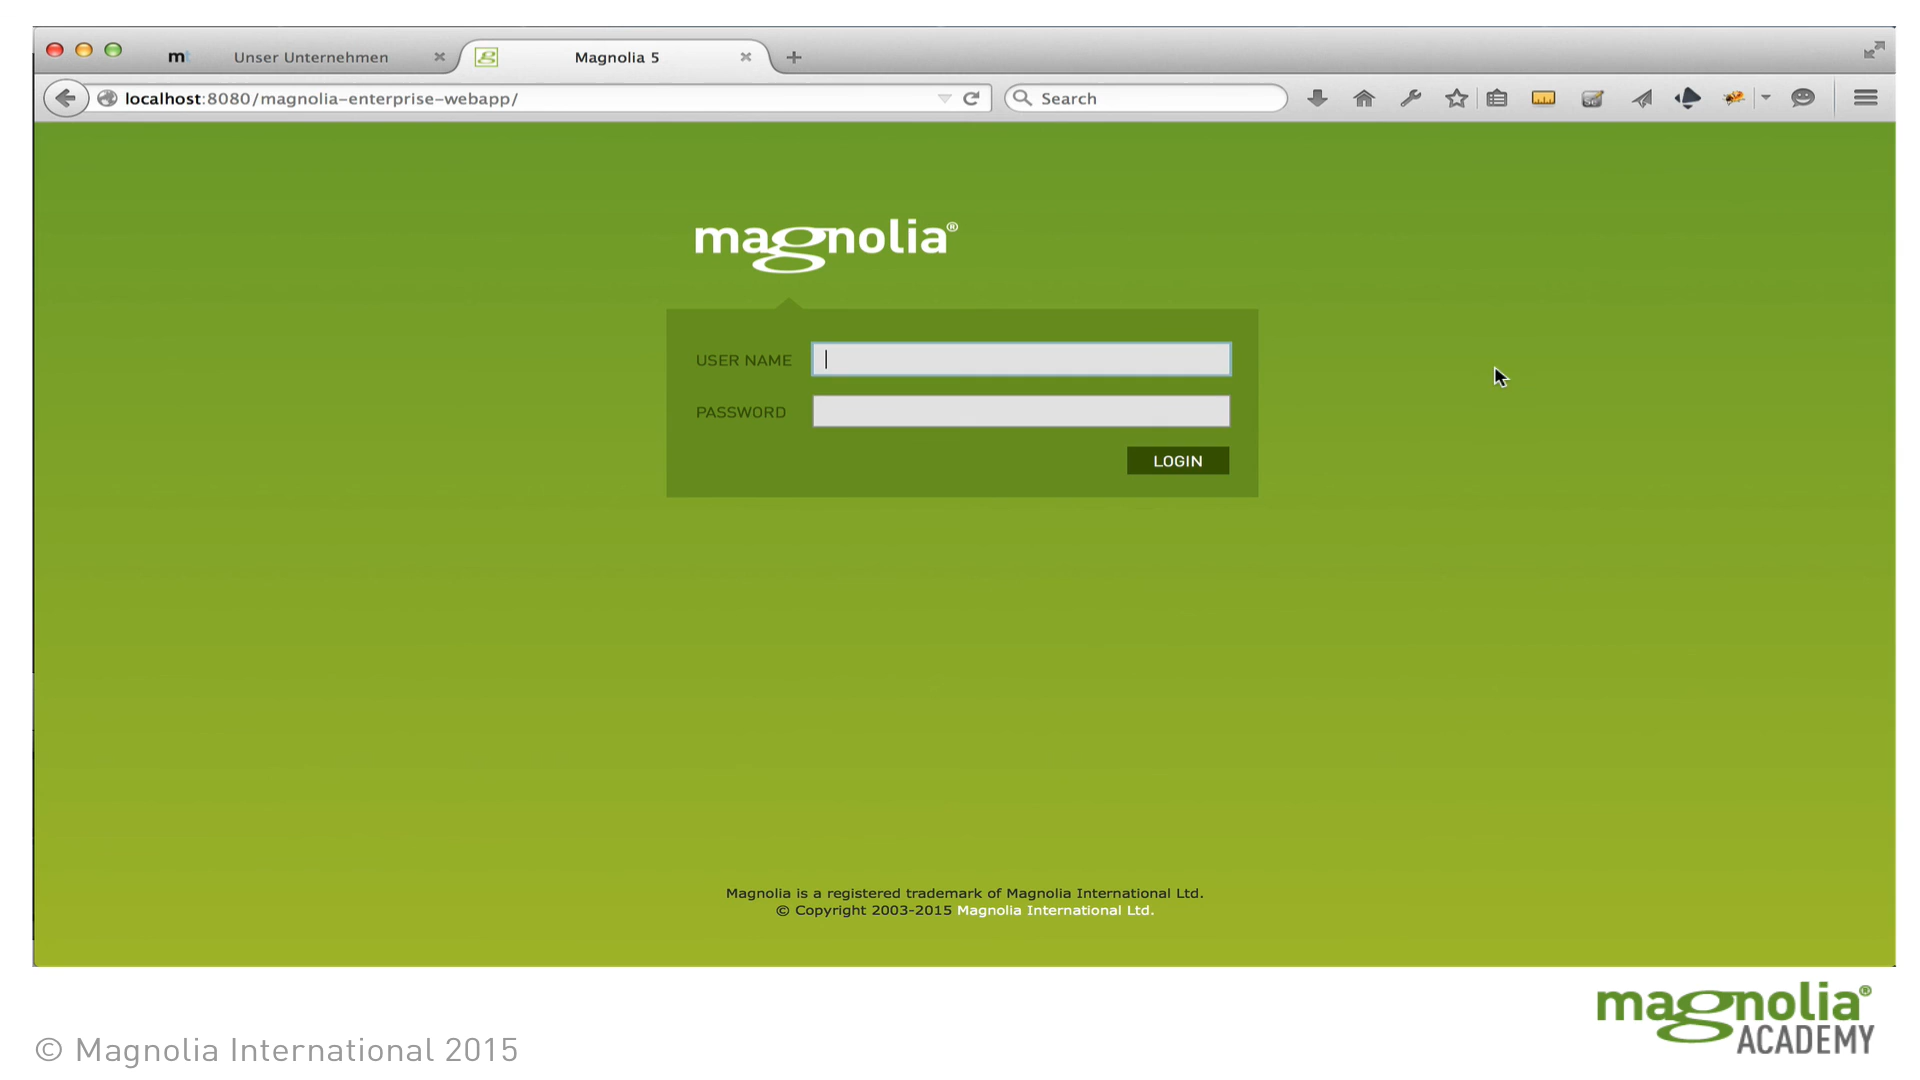 mt Unser Unternehmen
Magnolia 5
localhost:8080/magnolia-enterprise-webapp/
Search
magnolia®
USER NAME
PASSWORD
LOGIN
Magnolia is a registered trademark of Magnolia International Ltd.
© Copyright 2003-2015 Magnolia International Ltd.
magnolia®
ACADEMY
© Magnolia International 2015